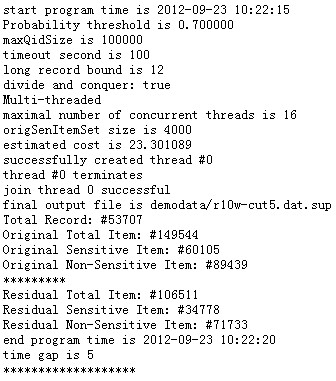 start program time is 2012-09-23 10:22:15
Probability threshold is 0.700000
maxQidSize is 100000
timeout second is 100
long record bound is 12
divide and conquer: true
Multi-threaded
maximal number of concurrent threads is 16
origSenItemSet size is 4000
estimated cost is 23.301089
successfully created thread #0
thread #0 terminates
join thread 0 successful
final output file is demodata/r10w-cut5.dat.sup
Total Record: #53707
Original Total Item: #149544
Original Sensitive Item: #60105
Original Non-Sensitive Item: #89439
*********
Residual Total Item: #106511
Residual Sensitive Item: #34778
Residual Non-Sensitive Item: #71733
end program time is 2012-09-23 10:22:20
time gap is 5
*******************